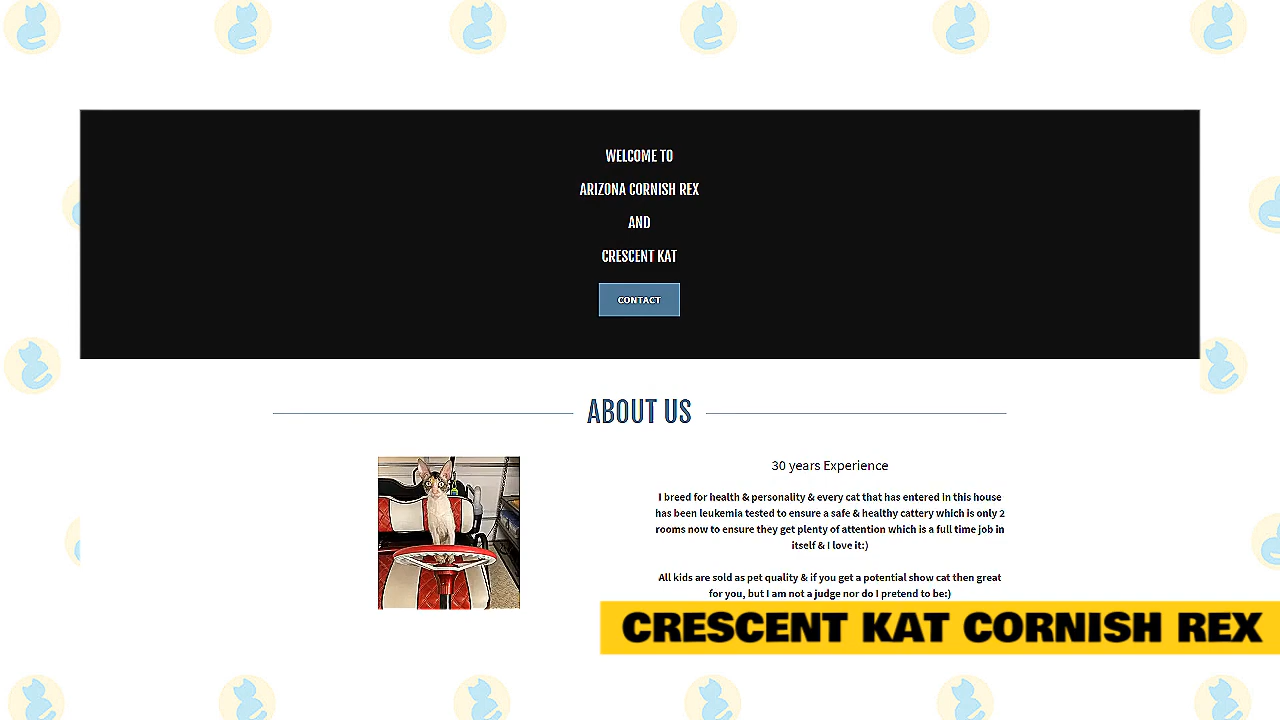 WELCOME TO
ARIZONA CORNISH REX
AND
CRESCENT KAT
CONTACT
ABOUT US
30 years Experience
I breed for health & personality & every cat that has entered in this house
has been leukemia tested to ensure a safe & healthy cattery which is only 2
rooms now to ensure they get plenty of attention which is a full time job in
itself & I love it:)
All kids are sold as pet quality & if you get a potential show cat then great
for you, but I am not a judge nor do I pretend to be:)
CRESCENT KAT CORNISH REX